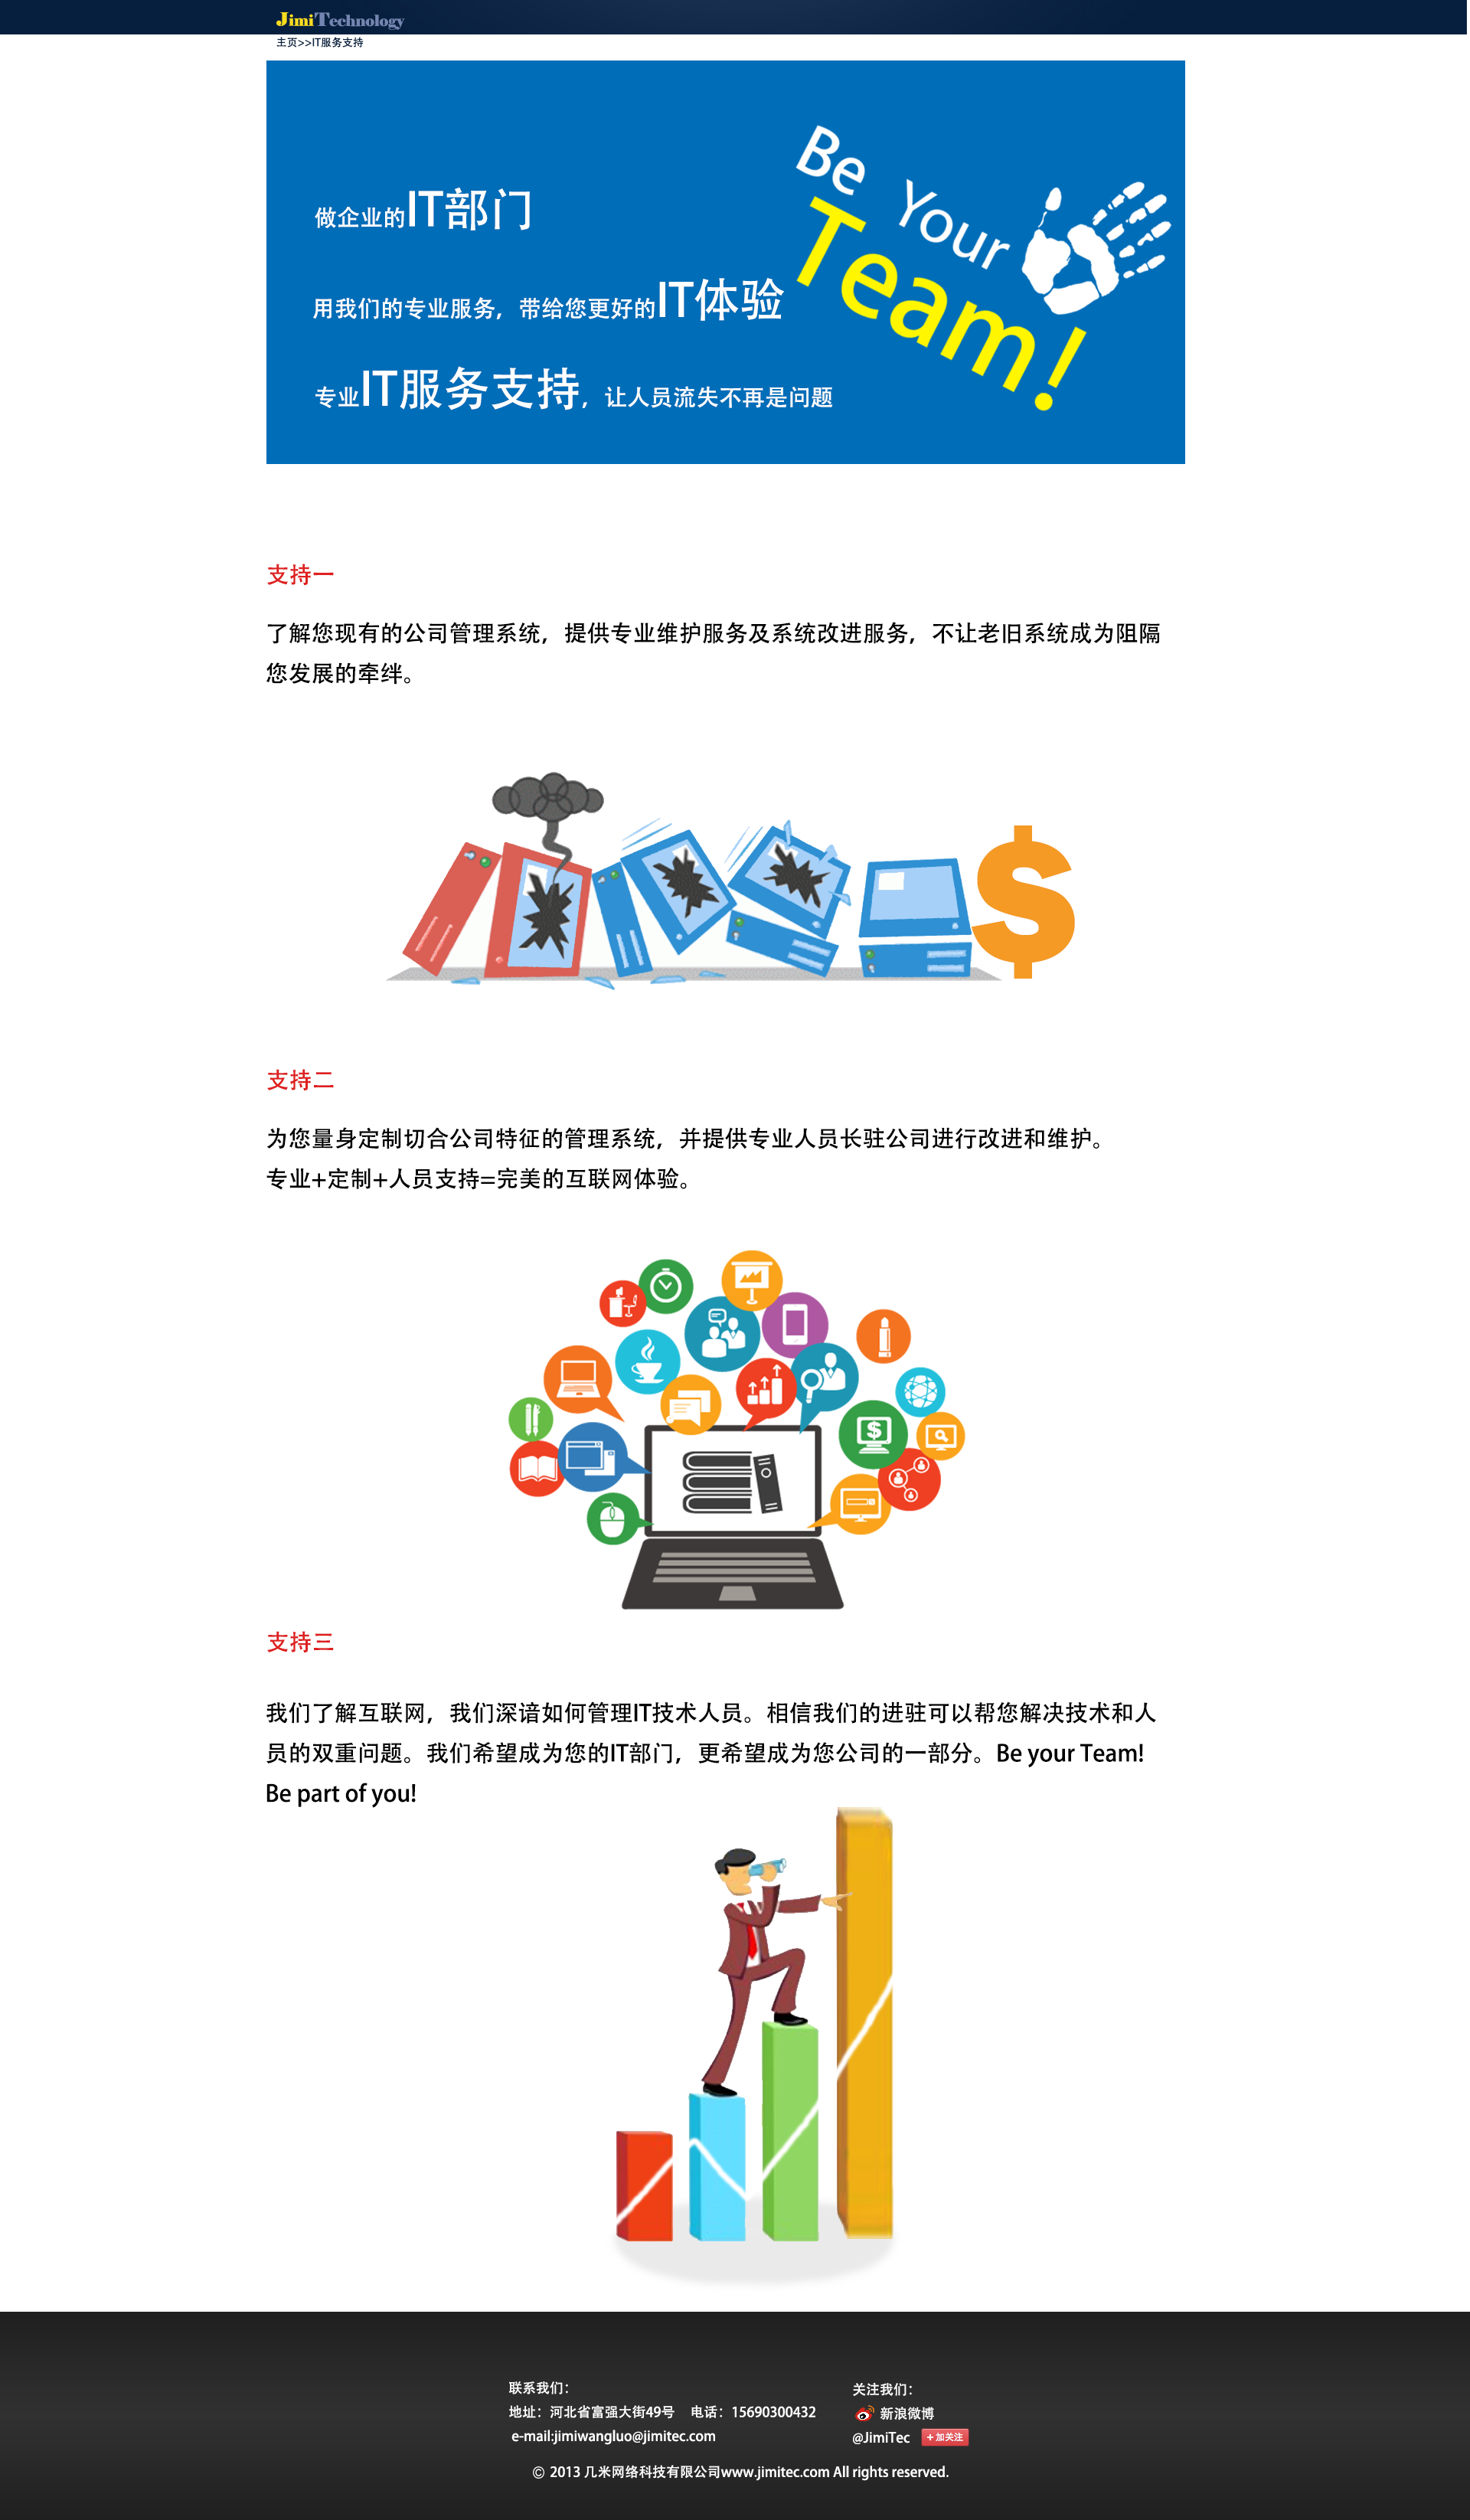 JimiTechnology
主页>>IT服务支持
Be Your
Team!
做企业的IT部门
用我们的专业服务，带给您更好的IT体验
专业IT服务支持，让人员流失不再是问题
支持一
了解您现有的公司管理系统，提供专业维护服务及系统改进服务，不让老旧系统成为阻隔
您发展的牵绊。
$
支持二
为您量身定制切合公司特征的管理系统，并提供专业人员长驻公司进行改进和维护。
专业+定制+人员支持=完美的互联网体验。
$
支持三
我们了解互联网，我们深谙如何管理IT技术人员。相信我们的进驻可以帮您解决技术和人
员的双重问题。我们希望成为您的IT部门，更希望成为您公司的一部分。Be your Team!
Be part of you!
联系我们：
地址：河北省富强大街49号 电话：15690300432
e-mail:jimiwangluo@jimitec.com
关注我们：
新浪微博
@JimiTec +加关注
© 2013 几米网络科技有限公司www.jimitec.com All rights reserved.